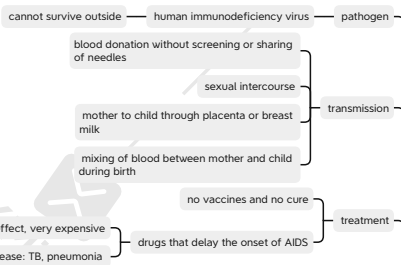 cannot survive outside
human immunodeficiency virus
pathogen
blood donation without screening or sharing
of needles
sexual intercourse
mother to child through placenta or breast
milk
mixing of blood between mother and child
during birth
transmission
no vaccines and no cure
treatment
effect, very expensive
drugs that delay the onset of AIDS
ease: TB, pneumonia